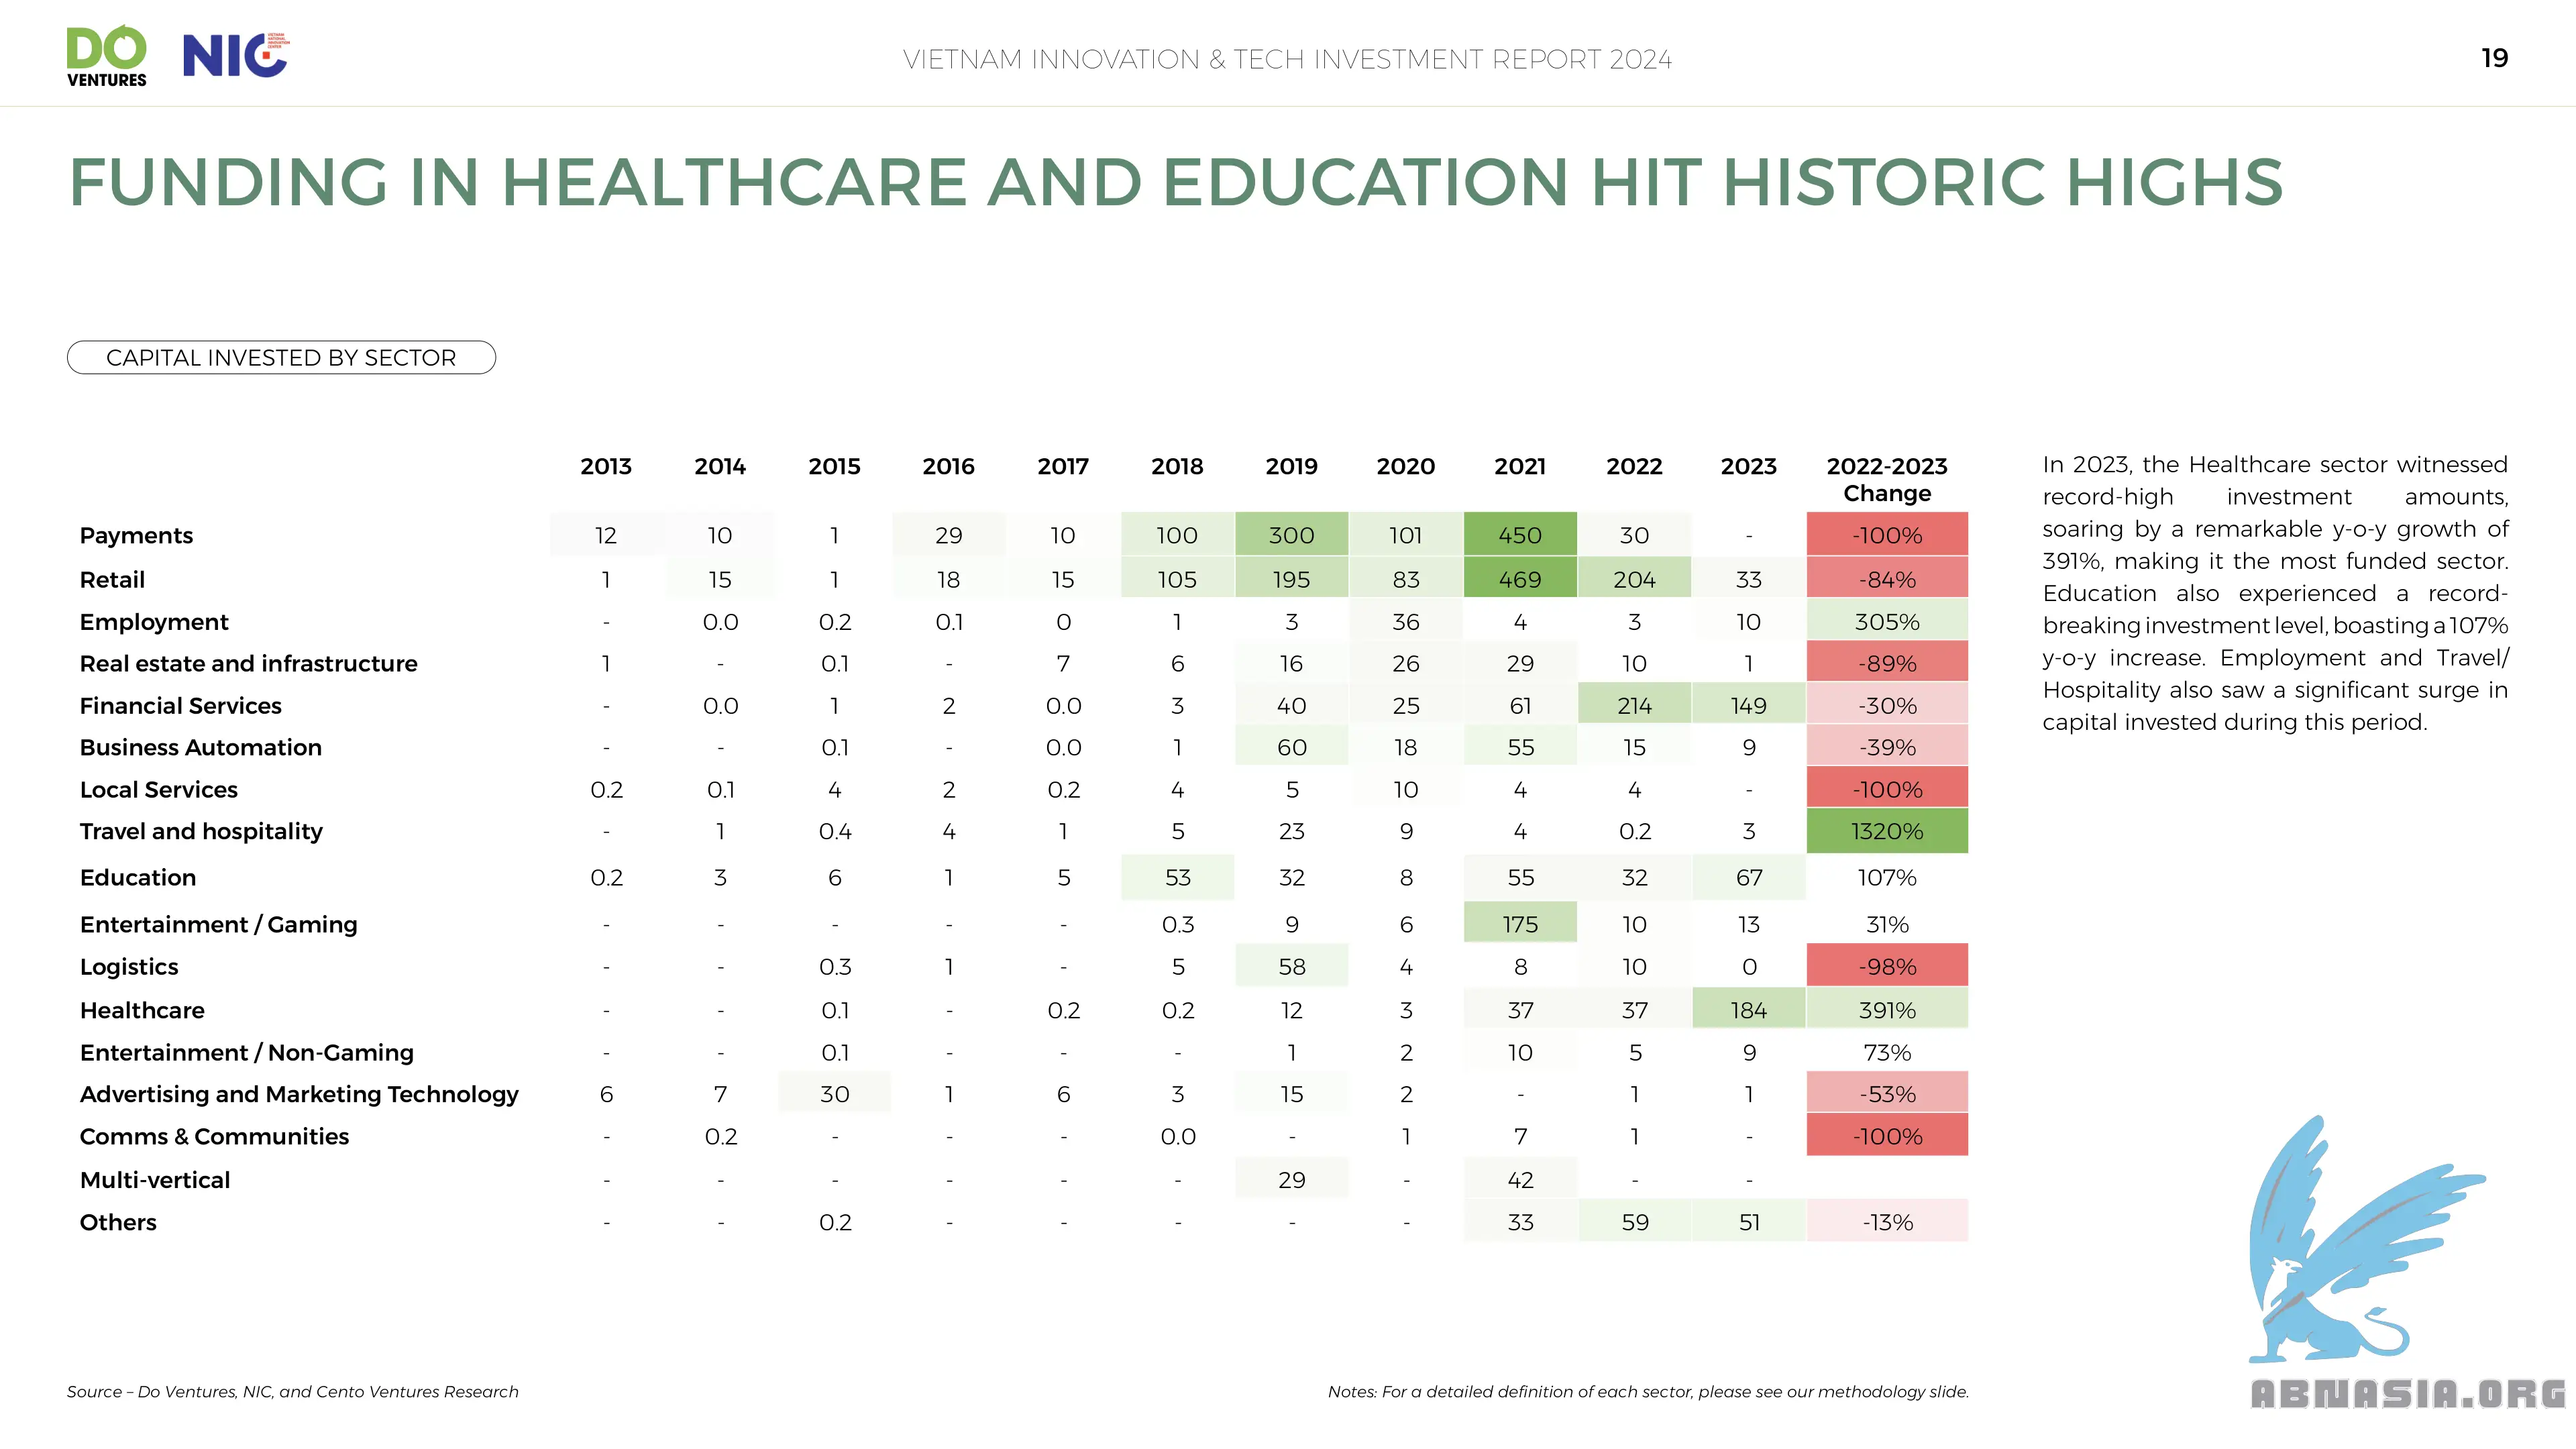 DO
VENTURES
NIC
VIETNAM
NATIONAL
INNOVATION
CENTER
VIETNAM INNOVATION & TECH INVESTMENT REPORT 2024
19
FUNDING IN HEALTHCARE AND EDUCATION HIT HISTORIC HIGHS
CAPITAL INVESTED BY SECTOR
2013 2014 2015 2016 2017 2018 2019 2020 2021 2022 2023 2022-2023
Change
Payments 12 10 1 29 10 100 300 101 450 30 - -100%
Retail 1 15 1 18 15 105 195 83 469 204 33 -84%
Employment - 0.0 0.2 0.1 0 1 3 36 4 3 10 305%
Real estate and infrastructure 1 - 0.1 - 7 6 16 26 29 10 1 -89%
Financial Services - 0.0 1 2 0.0 3 40 25 61 214 149 -30%
Business Automation - - 0.1 - 0.0 1 60 18 55 15 9 -39%
Local Services 0.2 0.1 4 2 0.2 4 5 10 4 4 - -100%
Travel and hospitality - 1 0.4 4 1 5 23 9 4 0.2 3 1320%
Education 0.2 3 6 1 5 53 32 8 55 32 67 107%
Entertainment / Gaming - - - - - 0.3 9 6 175 10 13 31%
Logistics - - 0.3 1 - 5 58 4 8 10 0 -98%
Healthcare - - 0.1 - 0.2 0.2 12 3 37 37 184 391%
Entertainment / Non-Gaming - - 0.1 - - - 1 2 10 5 9 73%
Advertising and Marketing Technology 6 7 30 1 6 3 15 2 - 1 1 -53%
Comms & Communities - 0.2 - - - 0.0 - 1 7 1 - -100%
Multi-vertical - - - - - - 29 - 42 - -
Others - - 0.2 - - - - - 33 59 51 -13%
In 2023, the Healthcare sector witnessed
record-high investment amounts,
soaring by a remarkable y-o-y growth of
391%, making it the most funded sector.
Education also experienced a record-
breaking investment level, boasting a 107%
y-o-y increase. Employment and Travel/
Hospitality also saw a significant surge in
capital invested during this period.
Source – Do Ventures, NIC, and Cento Ventures Research
Notes: For a detailed definition of each sector, please see our methodology slide.
ABNASIA.ORG